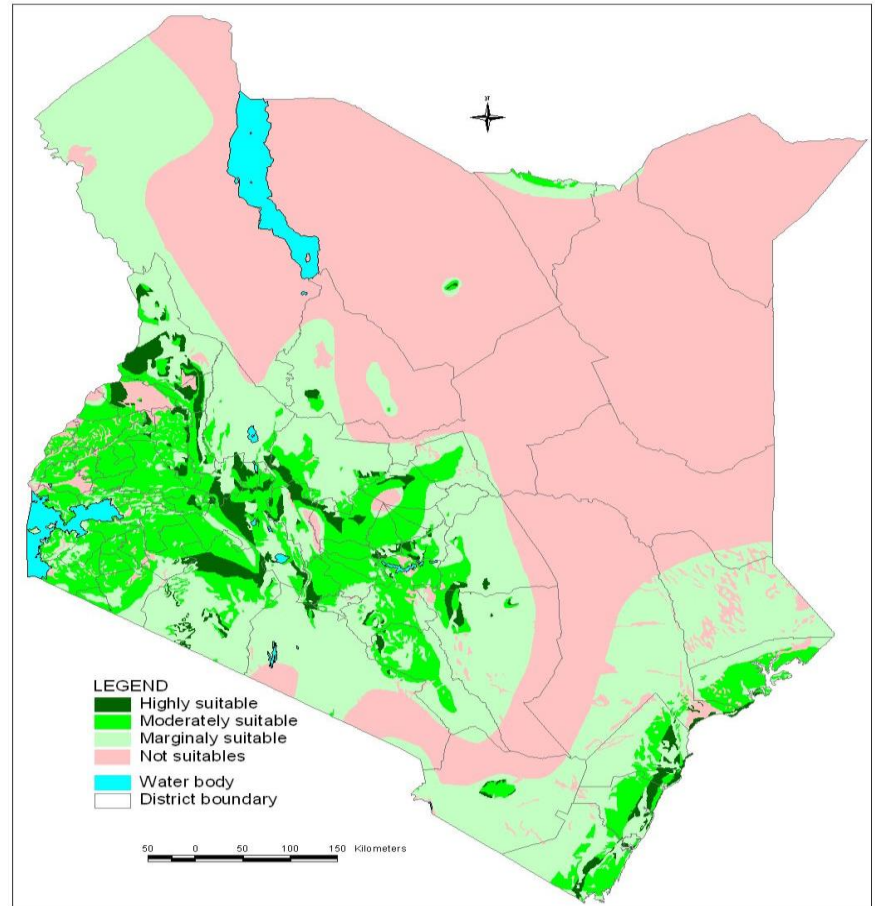 LEGEND
Highly suitable
Moderately suitable
Marginaly suitable
Not suitables
Water body
District boundary
50 0 50 100 150 Kilometers